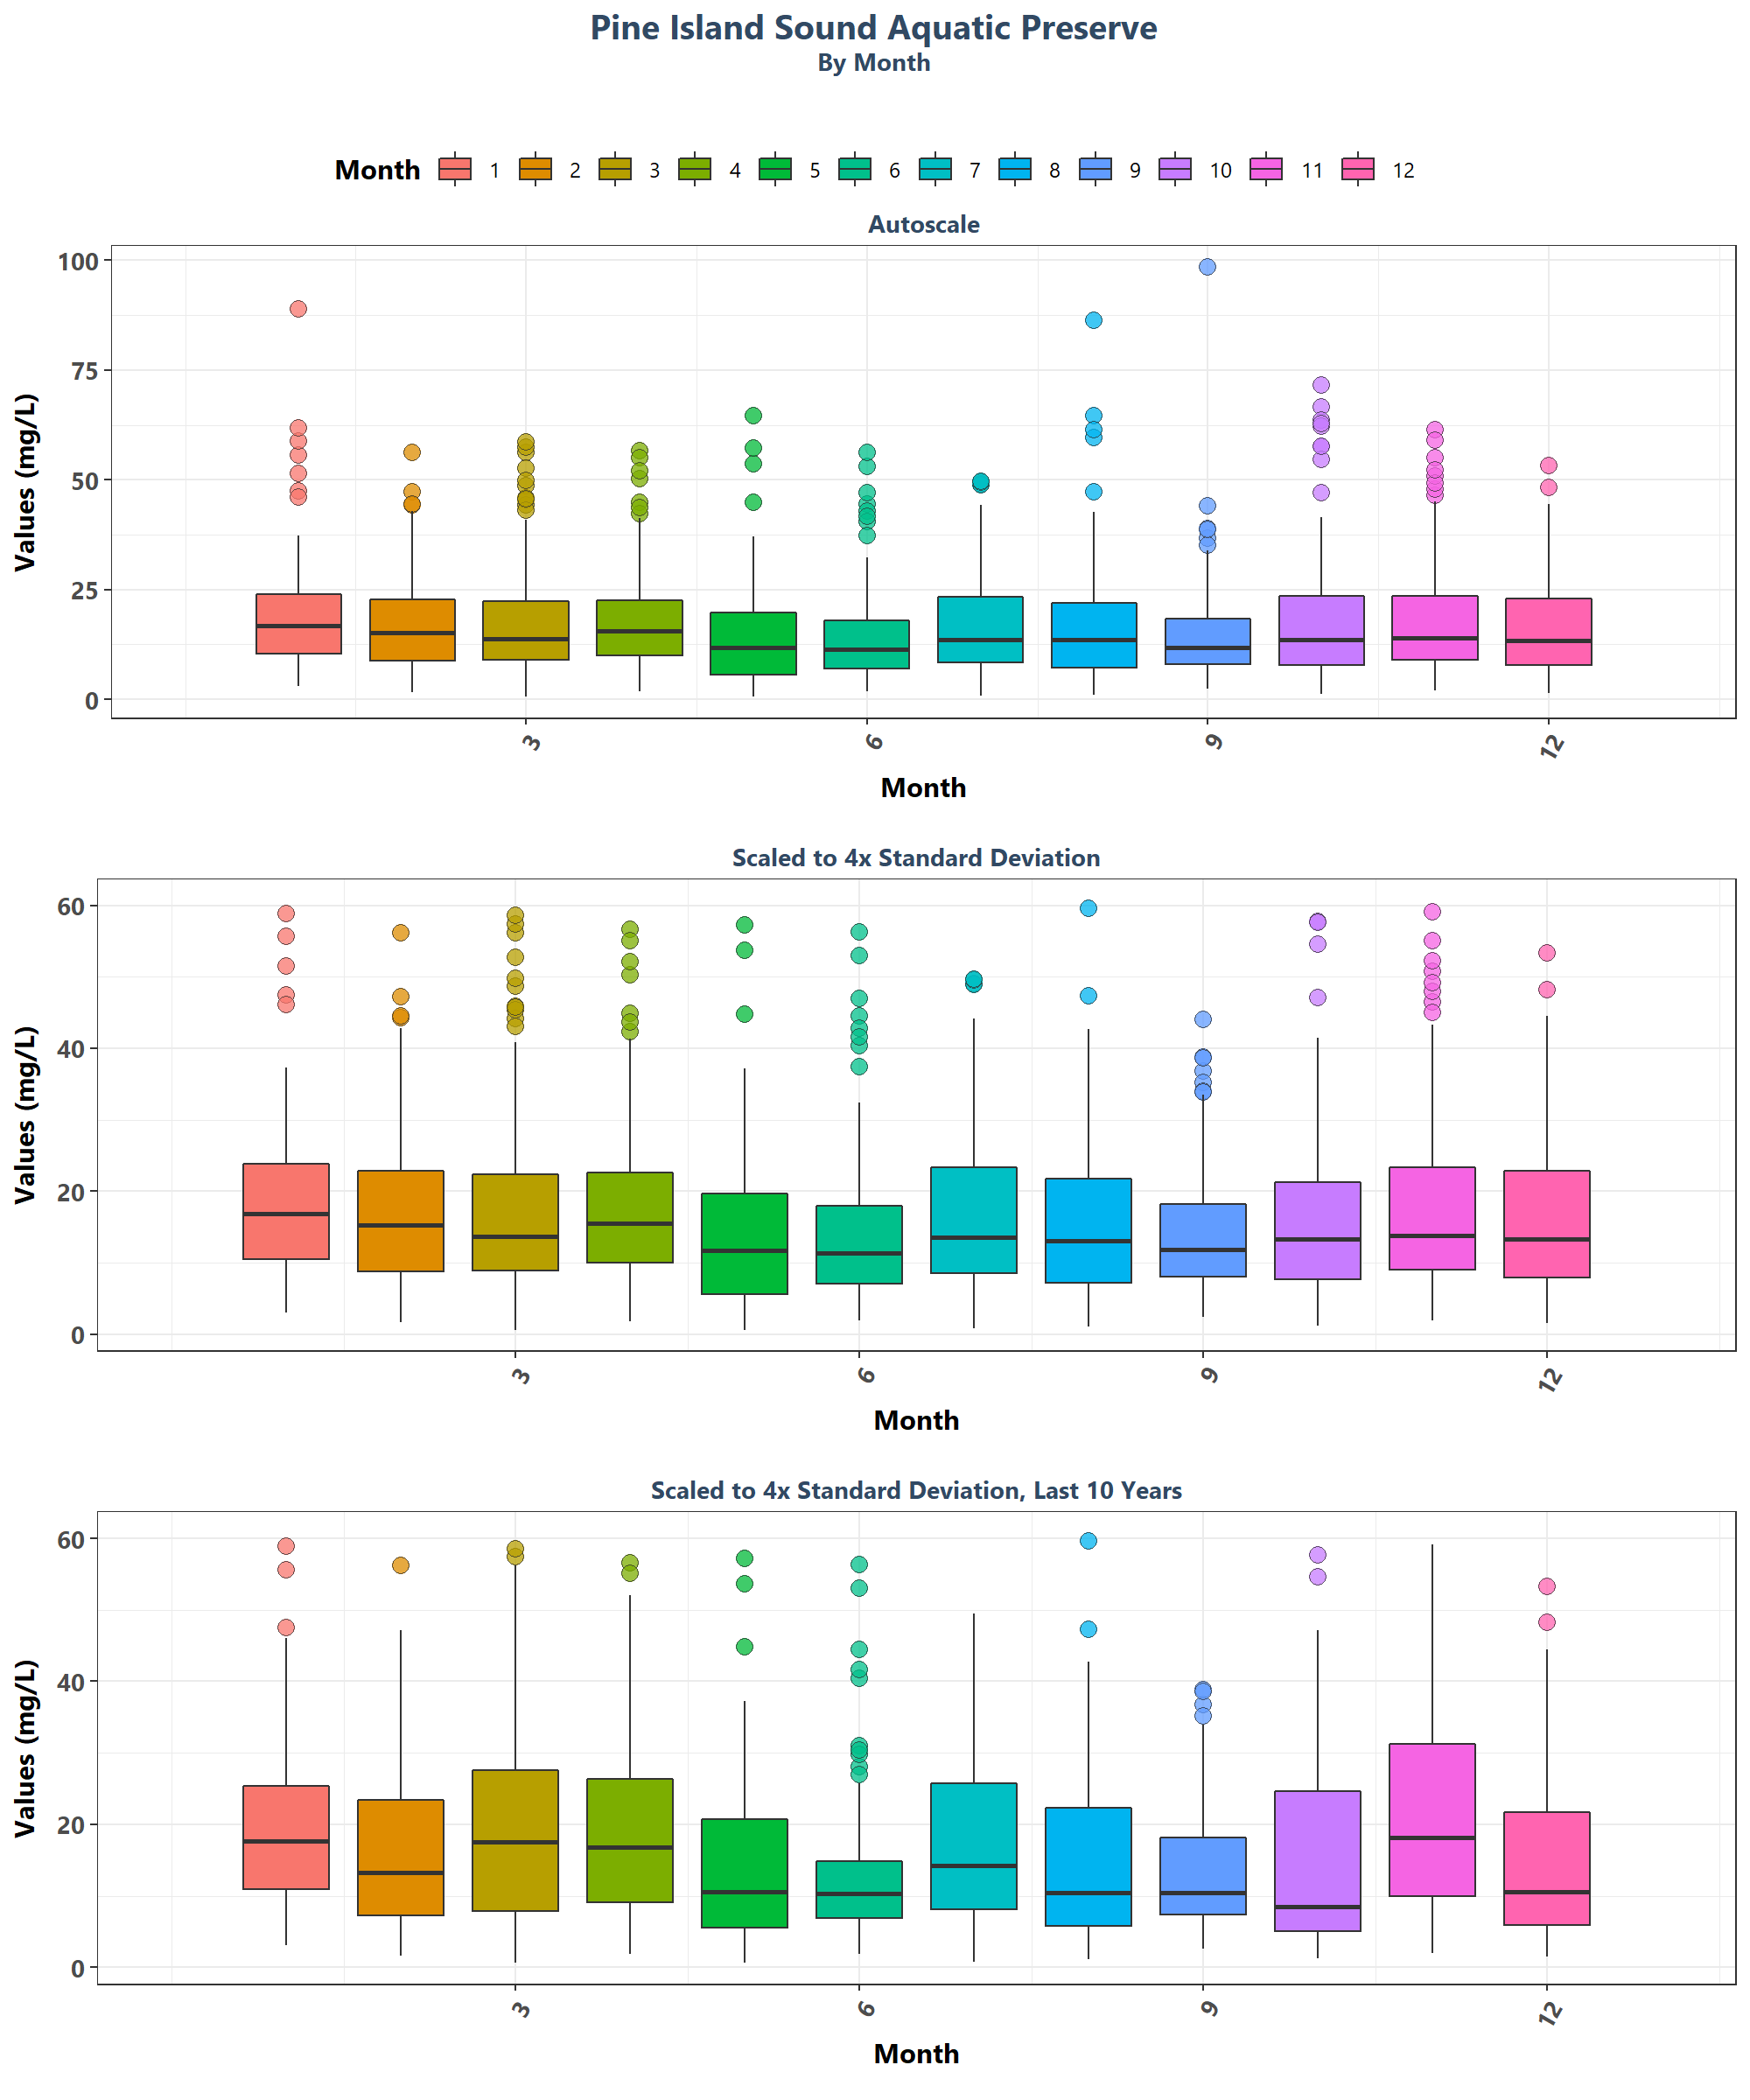 Pine Island Sound Aquatic Preserve
By Month
Month 1 2 3 4 5 6 7 8 9 10 11 12
Autoscale
Values (mg/L)
100
75
50
25
0
3 6 9 12
Month
Scaled to 4x Standard Deviation
Values (mg/L)
60
40
20
0
3 6 9 12
Month
Scaled to 4x Standard Deviation, Last 10 Years
Values (mg/L)
60
40
20
0
3 6 9 12
Month